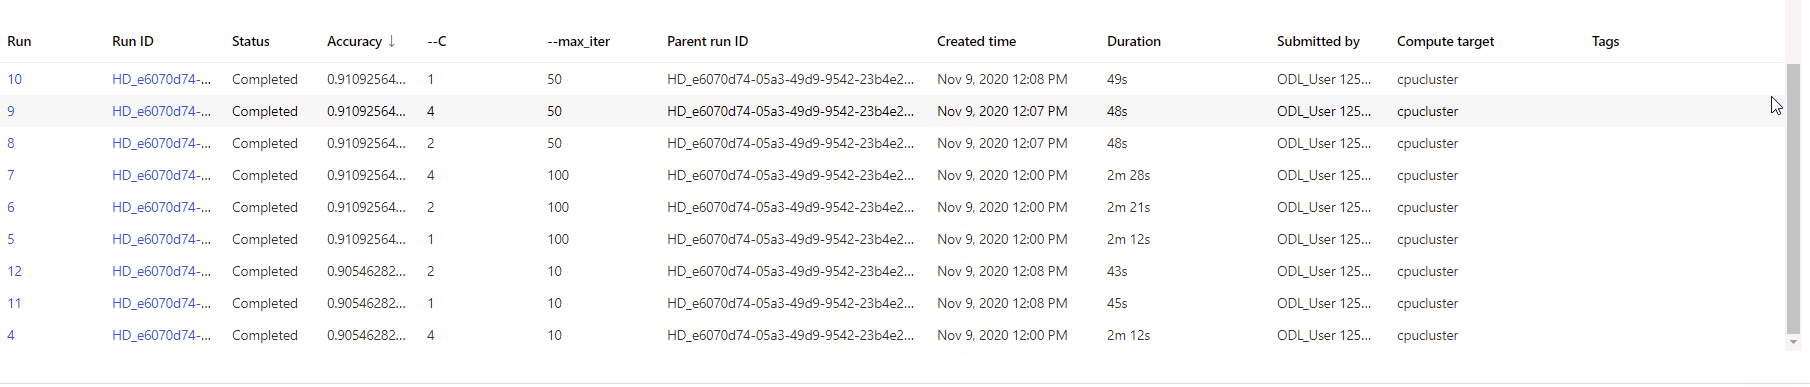 Run Run ID Status Accuracy ↓ --C --max_iter Parent run ID Created time Duration Submitted by Compute target Tags
10 HD_e6070d74-... Completed 0.91092564... 1 50 HD_e6070d74-05a3-49d9-9542-23b4e2... Nov 9, 2020 12:08 PM 49s ODL_User 125... cpucluster
9 HD_e6070d74-... Completed 0.91092564... 4 50 HD_e6070d74-05a3-49d9-9542-23b4e2... Nov 9, 2020 12:07 PM 48s ODL_User 125... cpucluster
8 HD_e6070d74-... Completed 0.91092564... 2 50 HD_e6070d74-05a3-49d9-9542-23b4e2... Nov 9, 2020 12:07 PM 48s ODL_User 125... cpucluster
7 HD_e6070d74-... Completed 0.91092564... 4 100 HD_e6070d74-05a3-49d9-9542-23b4e2... Nov 9, 2020 12:00 PM 2m 28s ODL_User 125... cpucluster
6 HD_e6070d74-... Completed 0.91092564... 2 100 HD_e6070d74-05a3-49d9-9542-23b4e2... Nov 9, 2020 12:00 PM 2m 21s ODL_User 125... cpucluster
5 HD_e6070d74-... Completed 0.91092564... 1 100 HD_e6070d74-05a3-49d9-9542-23b4e2... Nov 9, 2020 12:00 PM 2m 12s ODL_User 125... cpucluster
12 HD_e6070d74-... Completed 0.90546282... 2 10 HD_e6070d74-05a3-49d9-9542-23b4e2... Nov 9, 2020 12:08 PM 43s ODL_User 125... cpucluster
11 HD_e6070d74-... Completed 0.90546282... 1 10 HD_e6070d74-05a3-49d9-9542-23b4e2... Nov 9, 2020 12:08 PM 45s ODL_User 125... cpucluster
4 HD_e6070d74-... Completed 0.90546282... 4 10 HD_e6070d74-05a3-49d9-9542-23b4e2... Nov 9, 2020 12:00 PM 2m 12s ODL_User 125... cpucluster